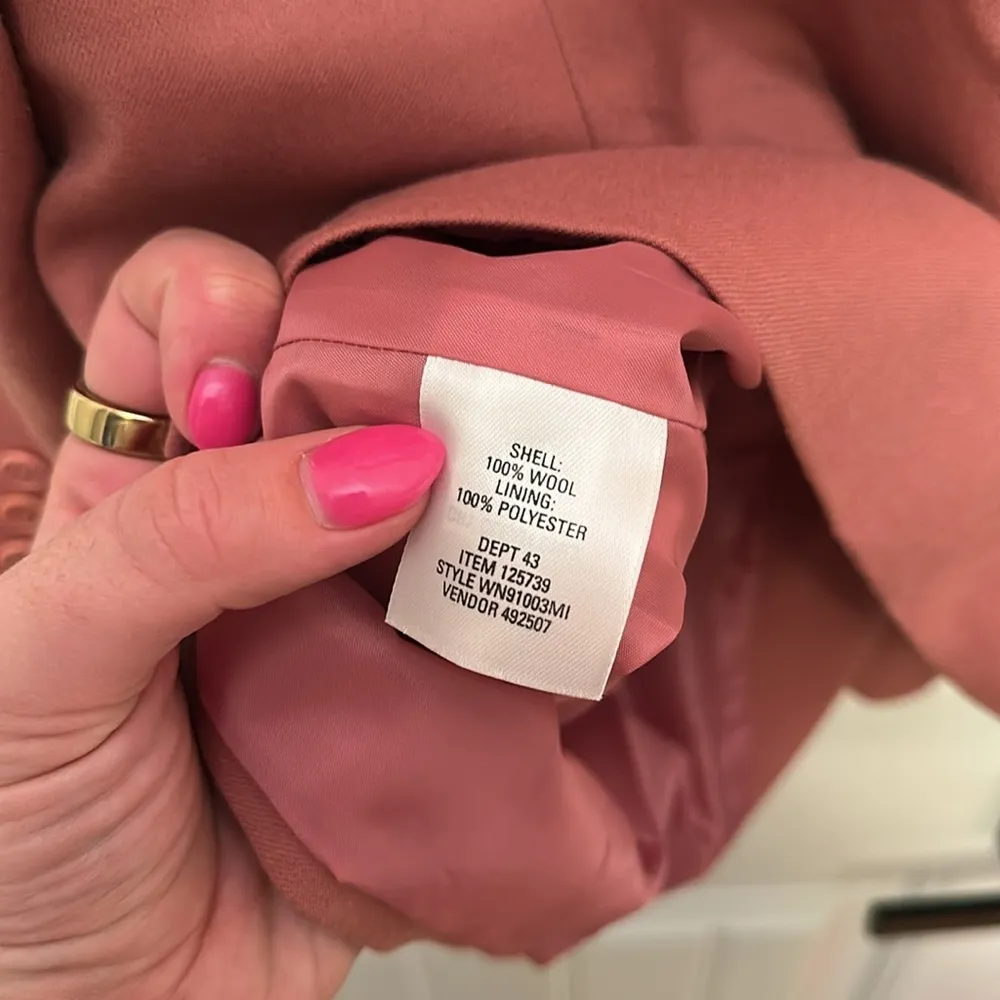 SHELL:
100% WOOL
LINING:
100% POLYESTER
DEPT 43
ITEM 125739
STYLE WN91003MI
VENDOR 492507